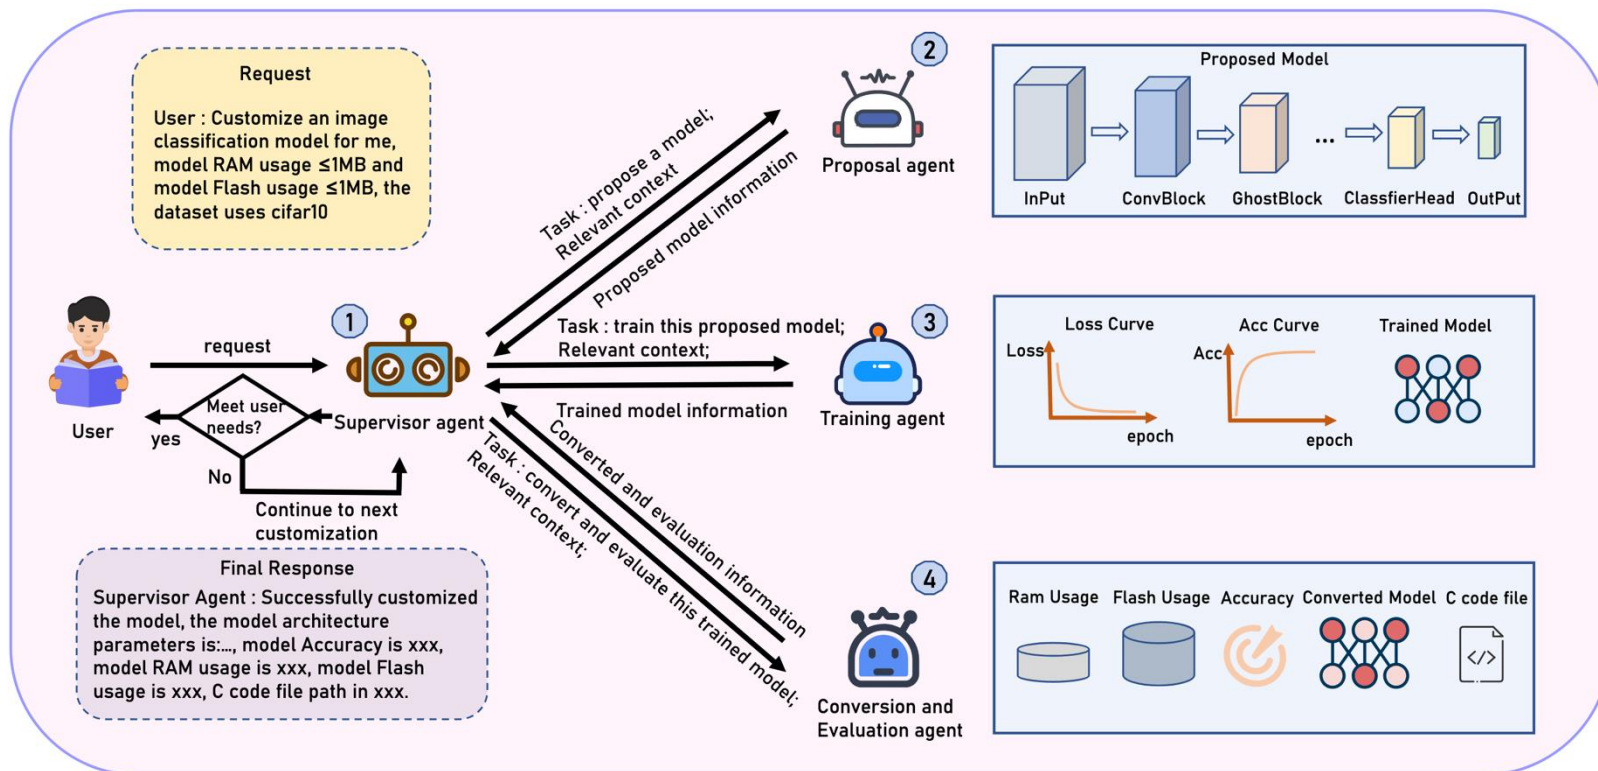 Request
User : Customize an image
classification model for me,
model RAM usage ≤1MB and
model Flash usage ≤1MB, the
dataset uses cifar10
1
request
User
Meet user
needs?
yes
No
Supervisor agent
Continue to next
customization
Final Response
Supervisor Agent : Successfully customized
the model, the model architecture
parameters is:..., model Accuracy is xxx,
model RAM usage is xxx, model Flash
usage is xxx, C code file path in xxx.
Task : propose a model;
Relevant context
Proposed model information
Task : train this proposed model;
Relevant context;
Trained model information
Converted and evaluation information
Task : convert and evaluate this trained model;
Relevant context;
2
Proposal agent
Proposed Model
InPut
ConvBlock
GhostBlock
...
ClassfierHead
OutPut
3
Training agent
Loss Curve
Loss
epoch
Acc Curve
Acc
epoch
Trained Model
4
Conversion and
Evaluation agent
Ram Usage
Flash Usage
Accuracy
Converted Model
C code file
</>